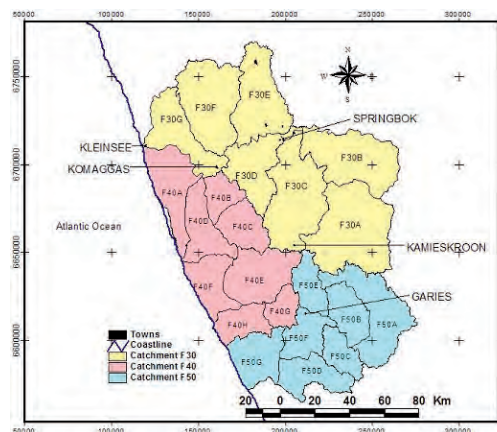 50000 100000 150000 200000 250000 300000
6750000
6700000
6650000
6600000
N
W E
S
F30E
F30F
F30G
SPRINGBOK
KLEINSEE
F30B
KOMAGGAS
F30D
F30C
F40A
F40B
F40D
F40C
F30A
Atlantic Ocean
KAMIESKROON
F40E
F50E
F40F
GARIES
F40G
F50B
F50A
F40H
F50F
F50G
F50C
F50D
Towns
Coastline
Catchment F30
Catchment F40
Catchment F50
20 0 20 40 60 80 Km
50000 100000 150000 200000 250000 300000